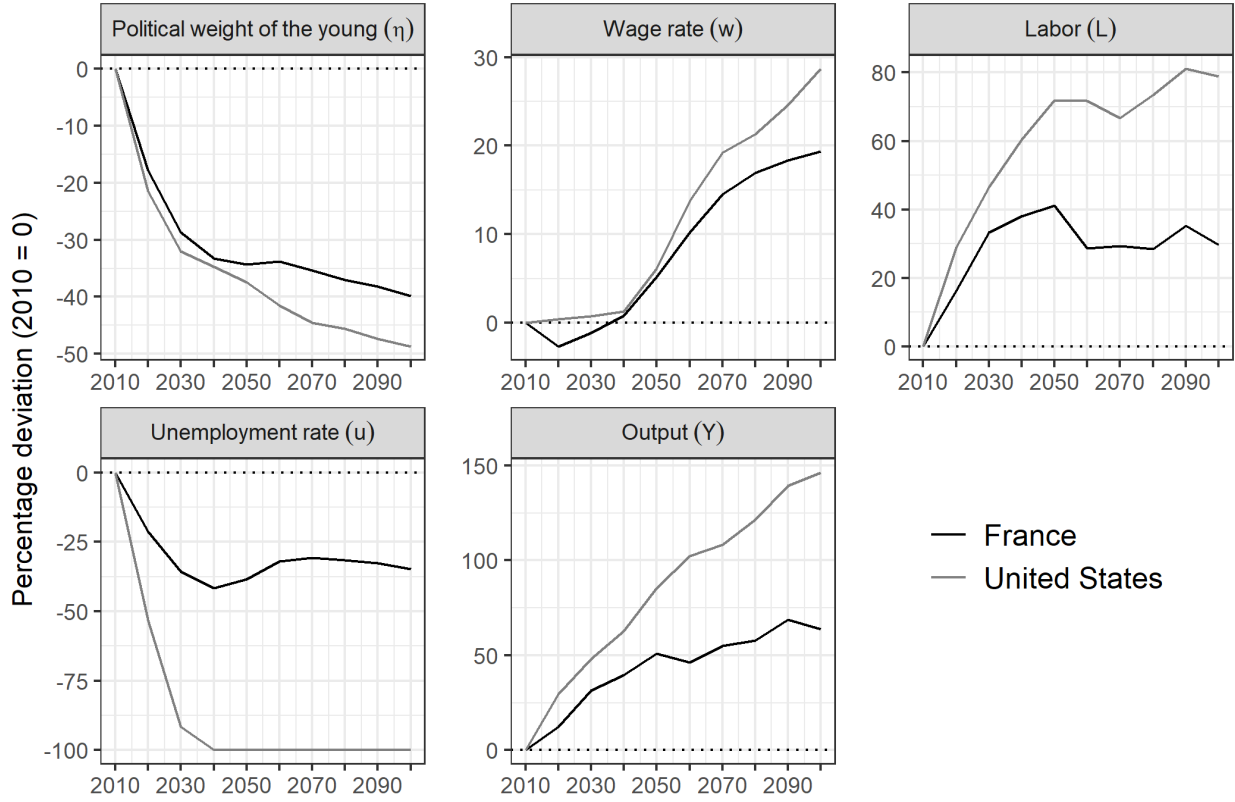 Percentage deviation (2010 = 0)
Political weight of the young (η)
0
-10
-20
-30
-40
-50
2010 2030 2050 2070 2090
Wage rate (w)
30
20
10
0
2010 2030 2050 2070 2090
Labor (L)
80
60
40
20
0
2010 2030 2050 2070 2090
Unemployment rate (u)
0
-25
-50
-75
-100
2010 2030 2050 2070 2090
Output (Y)
150
100
50
0
2010 2030 2050 2070 2090
France
United States